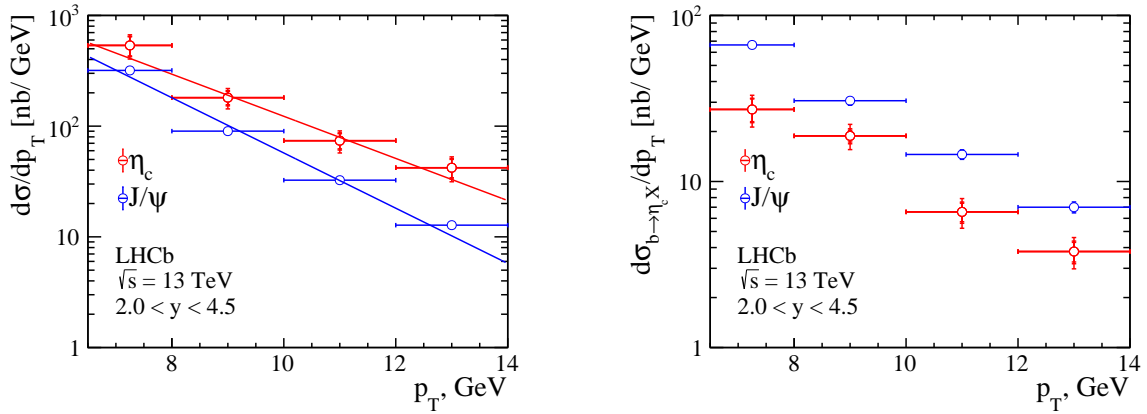 dσ/dp_T [nb/ GeV]
10³
10²
10
1
η_c
J/ψ
LHCb
√s = 13 TeV
2.0 < y < 4.5
8 10 12 14
p_T, GeV
dσ_{b→η_c X}/dp_T [nb/ GeV]
10²
10
1
η_c
J/ψ
LHCb
√s = 13 TeV
2.0 < y < 4.5
8 10 12 14
p_T, GeV